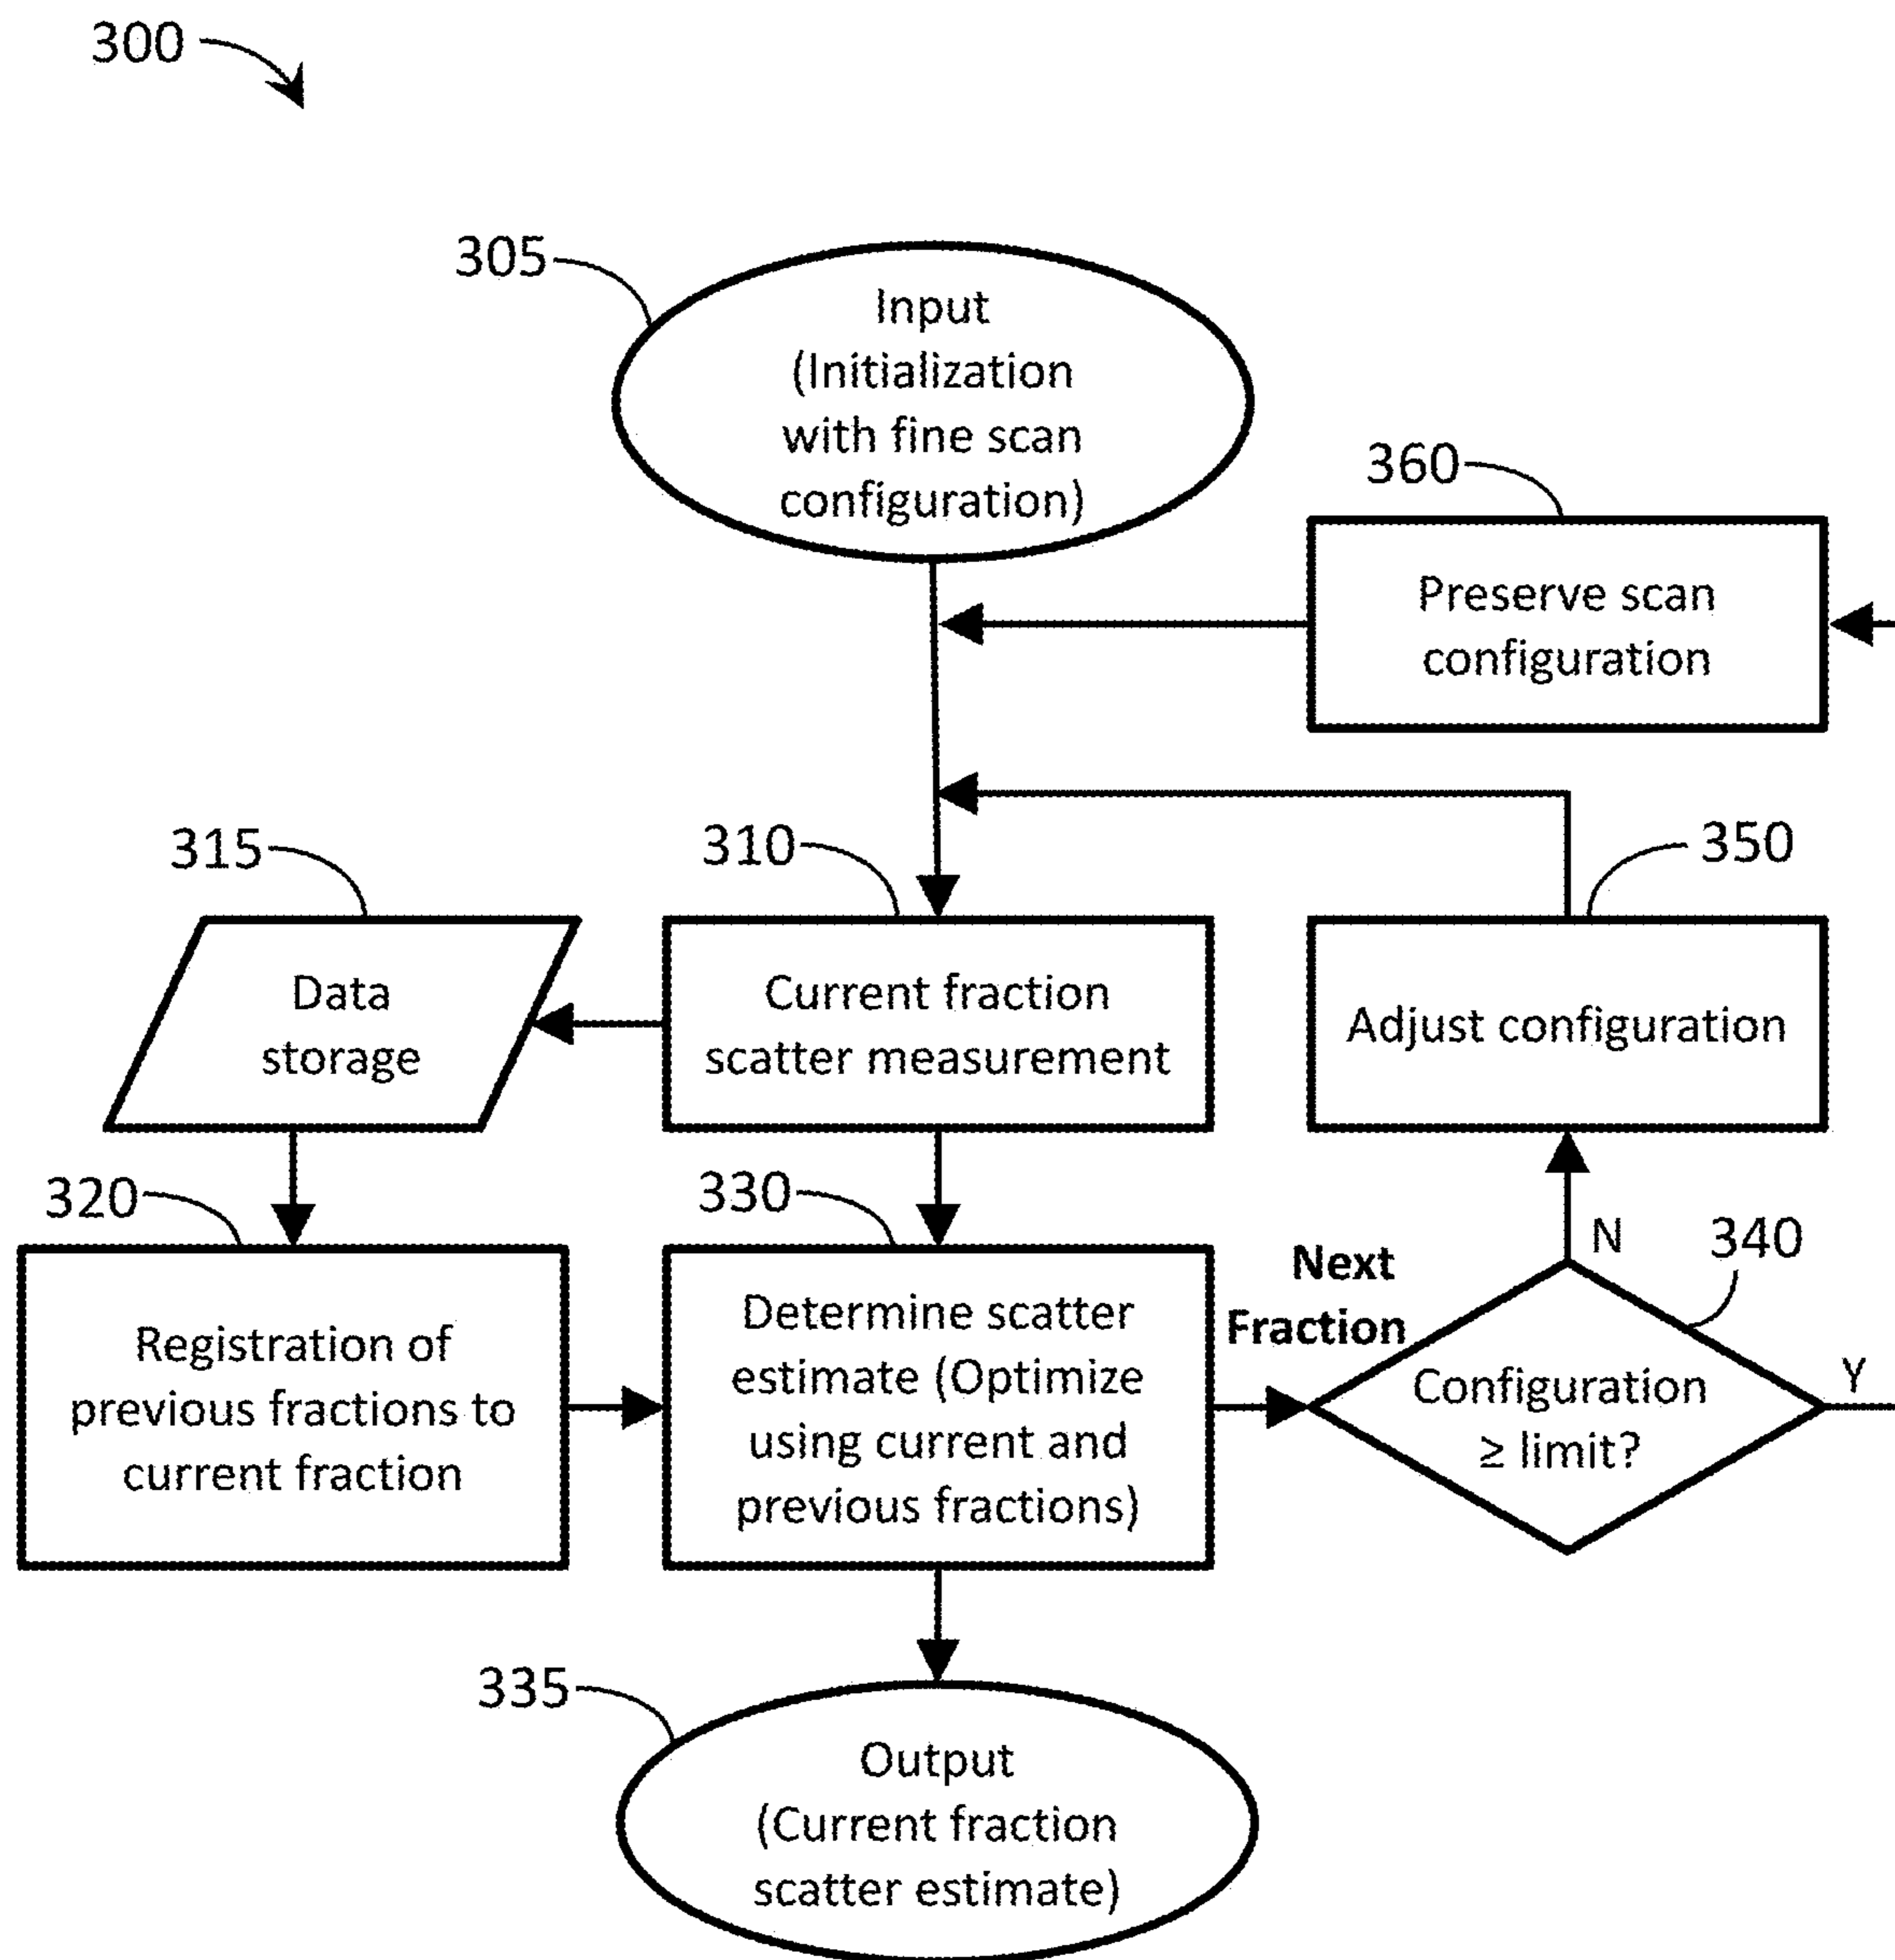 300
305
Input
(Initialization
with fine scan
configuration)
360
Preserve scan
configuration
315
Data
storage
310
Current fraction
scatter measurement
350
Adjust configuration
320
Registration of
previous fractions to
current fraction
330
Determine scatter
estimate (Optimize
using current and
previous fractions)
Next
Fraction
N
340
Configuration
≥ limit?
Y
335
Output
(Current fraction
scatter estimate)